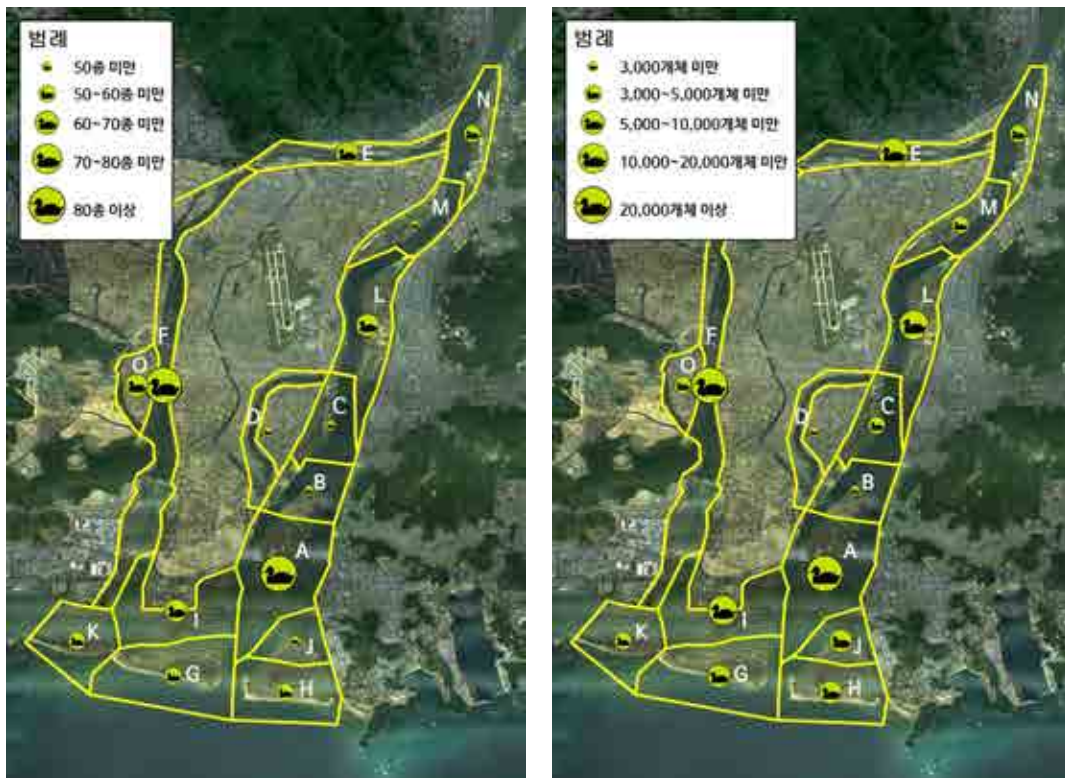 범례
50종 미만
50~60종 미만
60~70종 미만
70~80종 미만
80종 이상
N
E
M
L
F
O
C
D
B
A
I
K
J
G
H
범례
3,000개체 미만
3,000~5,000개체 미만
5,000~10,000개체 미만
10,000~20,000개체 미만
20,000개체 이상
N
E
M
L
F
O
C
D
B
A
I
K
J
G
H